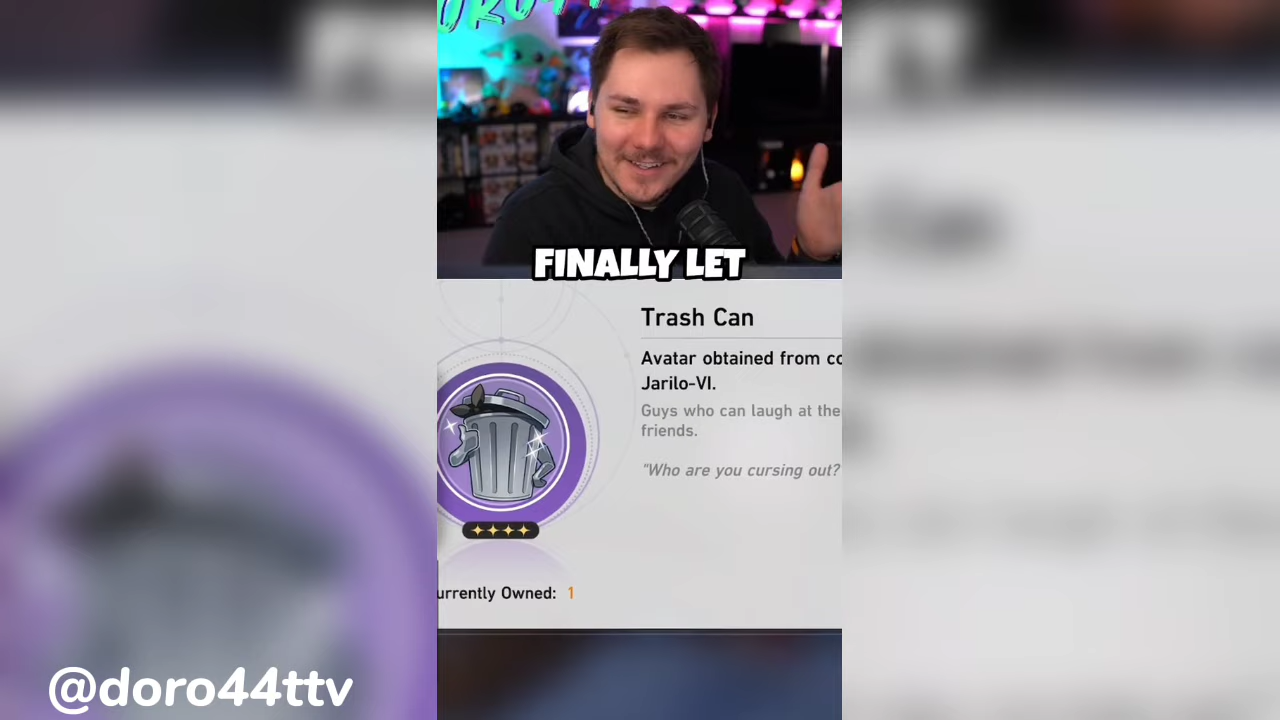 FINALLY LET
Trash Can
Avatar obtained from co
Jarilo-VI.
Guys who can laugh at the
friends.
"Who are you cursing out?
urrently Owned: 1
@doro44ttv